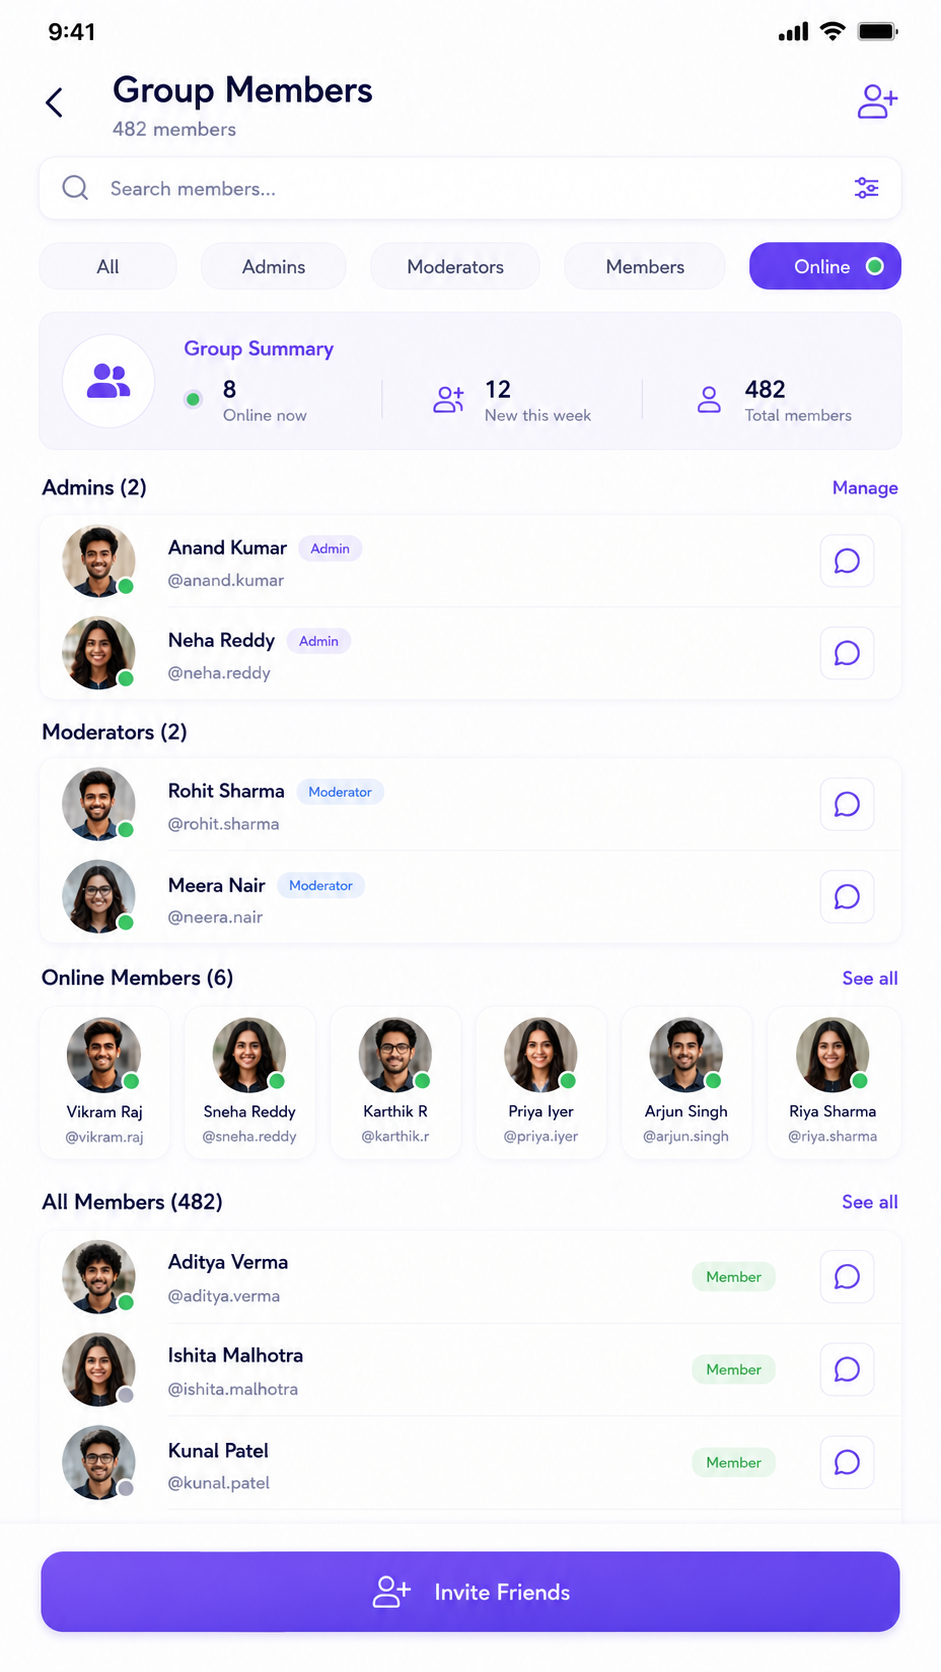 9:41
Group Members
482 members
Search members...
All Admins Moderators Members Online
Group Summary
8 12 482
Online now New this week Total members
Admins (2) Manage
Anand Kumar Admin
@anand.kumar
Neha Reddy Admin
@neha.reddy
Moderators (2)
Rohit Sharma Moderator
@rohit.sharma
Meera Nair Moderator
@neera.nair
Online Members (6) See all
Vikram Raj Sneha Reddy Karthik R Priya Iyer Arjun Singh Riya Sharma
@vikram.raj @sneha.reddy @karthik.r @priya.iyer @arjun.singh @riya.sharma
All Members (482) See all
Aditya Verma
@aditya.verma Member
Ishita Malhotra
@ishita.malhotra Member
Kunal Patel
@kunal.patel Member
Invite Friends